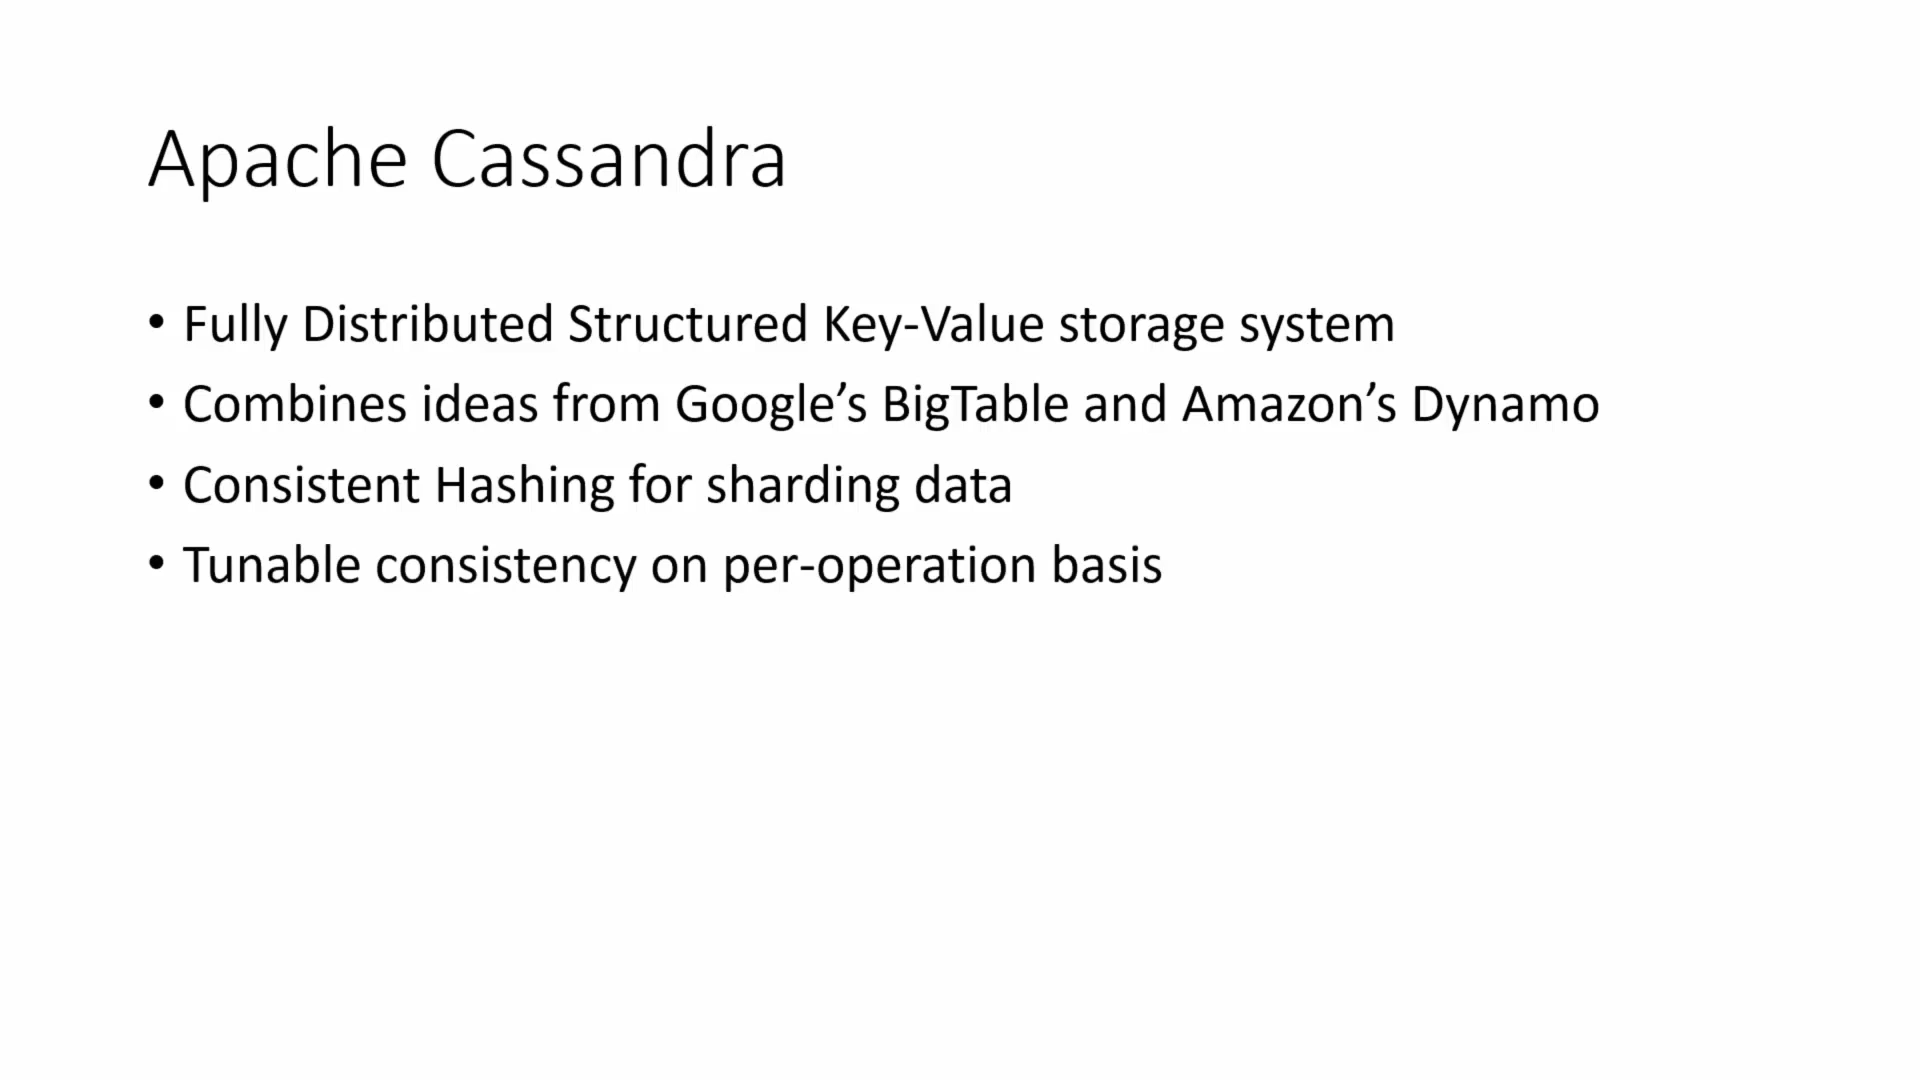 Apache Cassandra
• Fully Distributed Structured Key-Value storage system
• Combines ideas from Google’s BigTable and Amazon’s Dynamo
• Consistent Hashing for sharding data
• Tunable consistency on per-operation basis